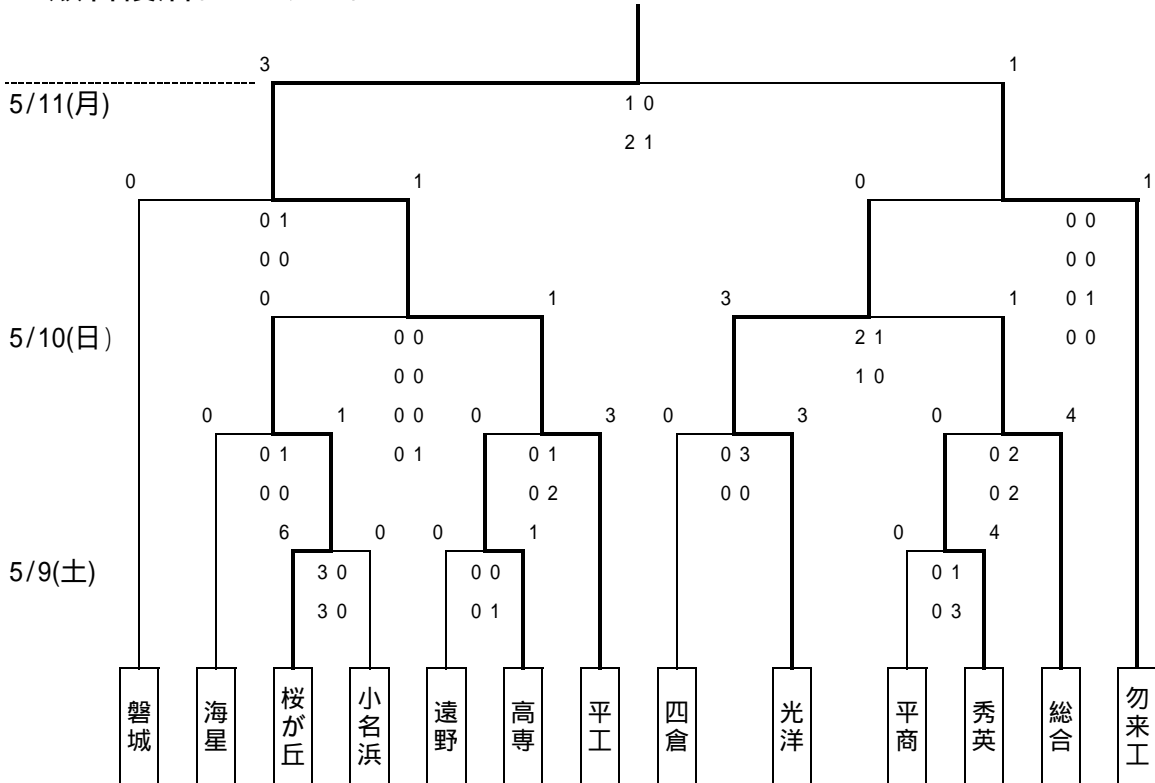 3 1
5/11(月)
1 0
2 1
0 1 0 1
0 1 0 0
0 0 0 0
0 1 3 1 0 1
5/10(日) 0 0 2 1 0 0
0 0 1 0
0 1 0 0 0 3 0 3 0 4
0 1 0 1 0 1 0 3 0 2
0 0 0 2 0 0 0 2
6 0 0 1 0 4
5/9(土) 3 0 0 0 0 1
3 0 0 1 0 3
磐城
海星
桜が丘
小名浜
遠野
高専
平工
四倉
光洋
平商
秀英
総合
勿来工